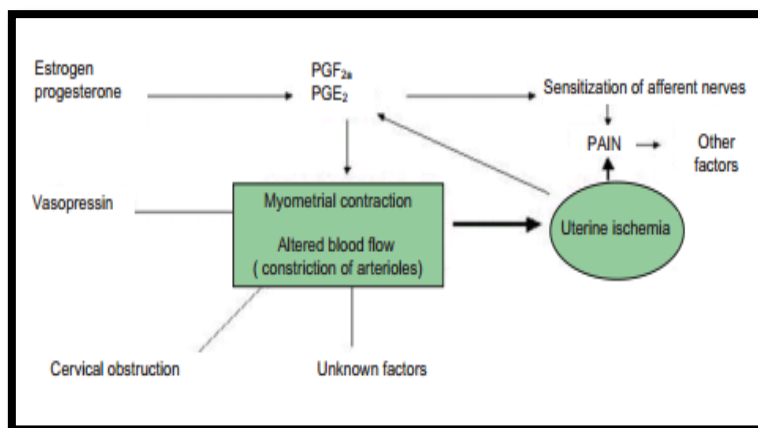 Estrogen
progesterone
PGF₂ₐ
PGE₂
Sensitization of afferent nerves
PAIN
Other
factors
Vasopressin
Myometrial contraction
Altered blood flow
( constriction of arterioles)
Uterine ischemia
Cervical obstruction
Unknown factors